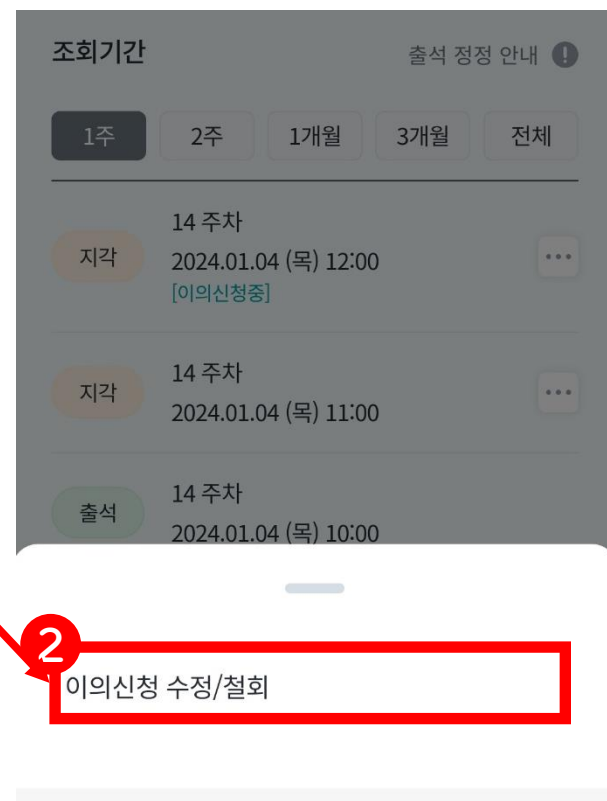 조회기간 출석 정정 안내 !
1주 2주 1개월 3개월 전체
14 주차
지각 2024.01.04 (목) 12:00 ...
[이의신청중]
14 주차
지각 2024.01.04 (목) 11:00 ...
14 주차
출석 2024.01.04 (목) 10:00
2
이의신청 수정/철회